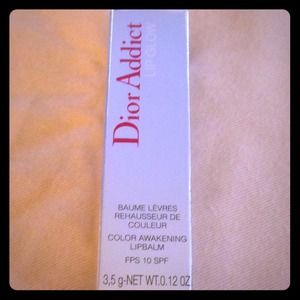 Dior Addict
LIP GLOW
BAUME LÈVRES
REHAUSSEUR DE
COULEUR
COLOR AWAKENING
LIPBALM
FPS 10 SPF
3,5 g-NET WT.0.12 OZ